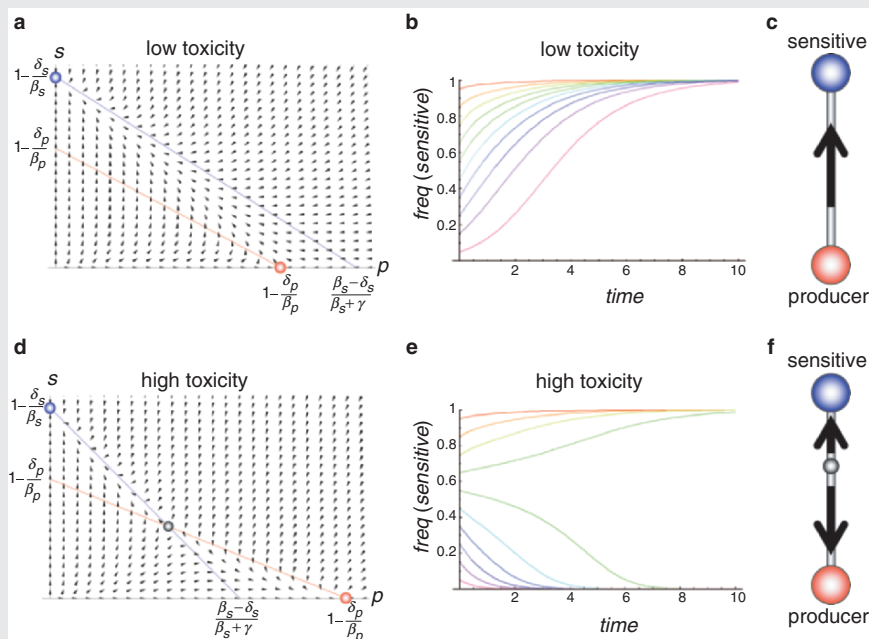 a
low toxicity
s
1-δs/βs
1-δp/βp
p
1-δp/βp
βs-δs/βs+γ
b
low toxicity
freq (sensitive)
1
0.8
0.6
0.4
0.2
2
4
6
8
10
time
c
sensitive
producer
d
high toxicity
s
1-δs/βs
1-δp/βp
p
βs-δs/βs+γ
1-δp/βp
e
high toxicity
freq (sensitive)
1
0.8
0.6
0.4
0.2
0
2
4
6
8
10
time
f
sensitive
producer